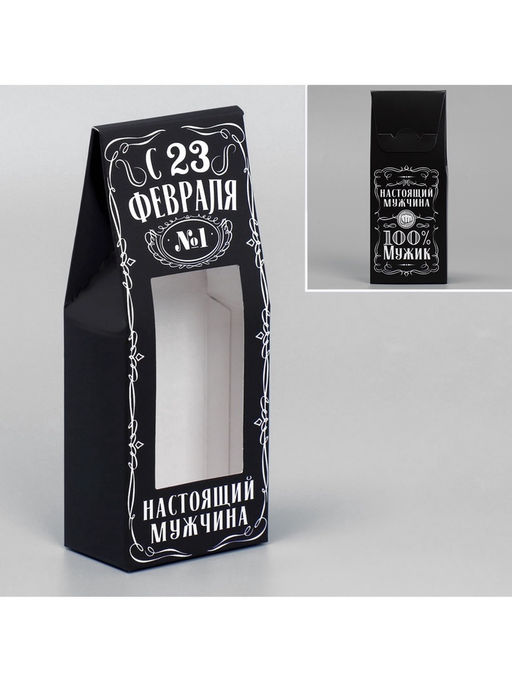 С 23
ФЕВРАЛЯ
№1
НАСТОЯЩИЙ
МУЖЧИНА
НАСТОЯЩИЙ
МУЖЧИНА
100%
МУЖИК